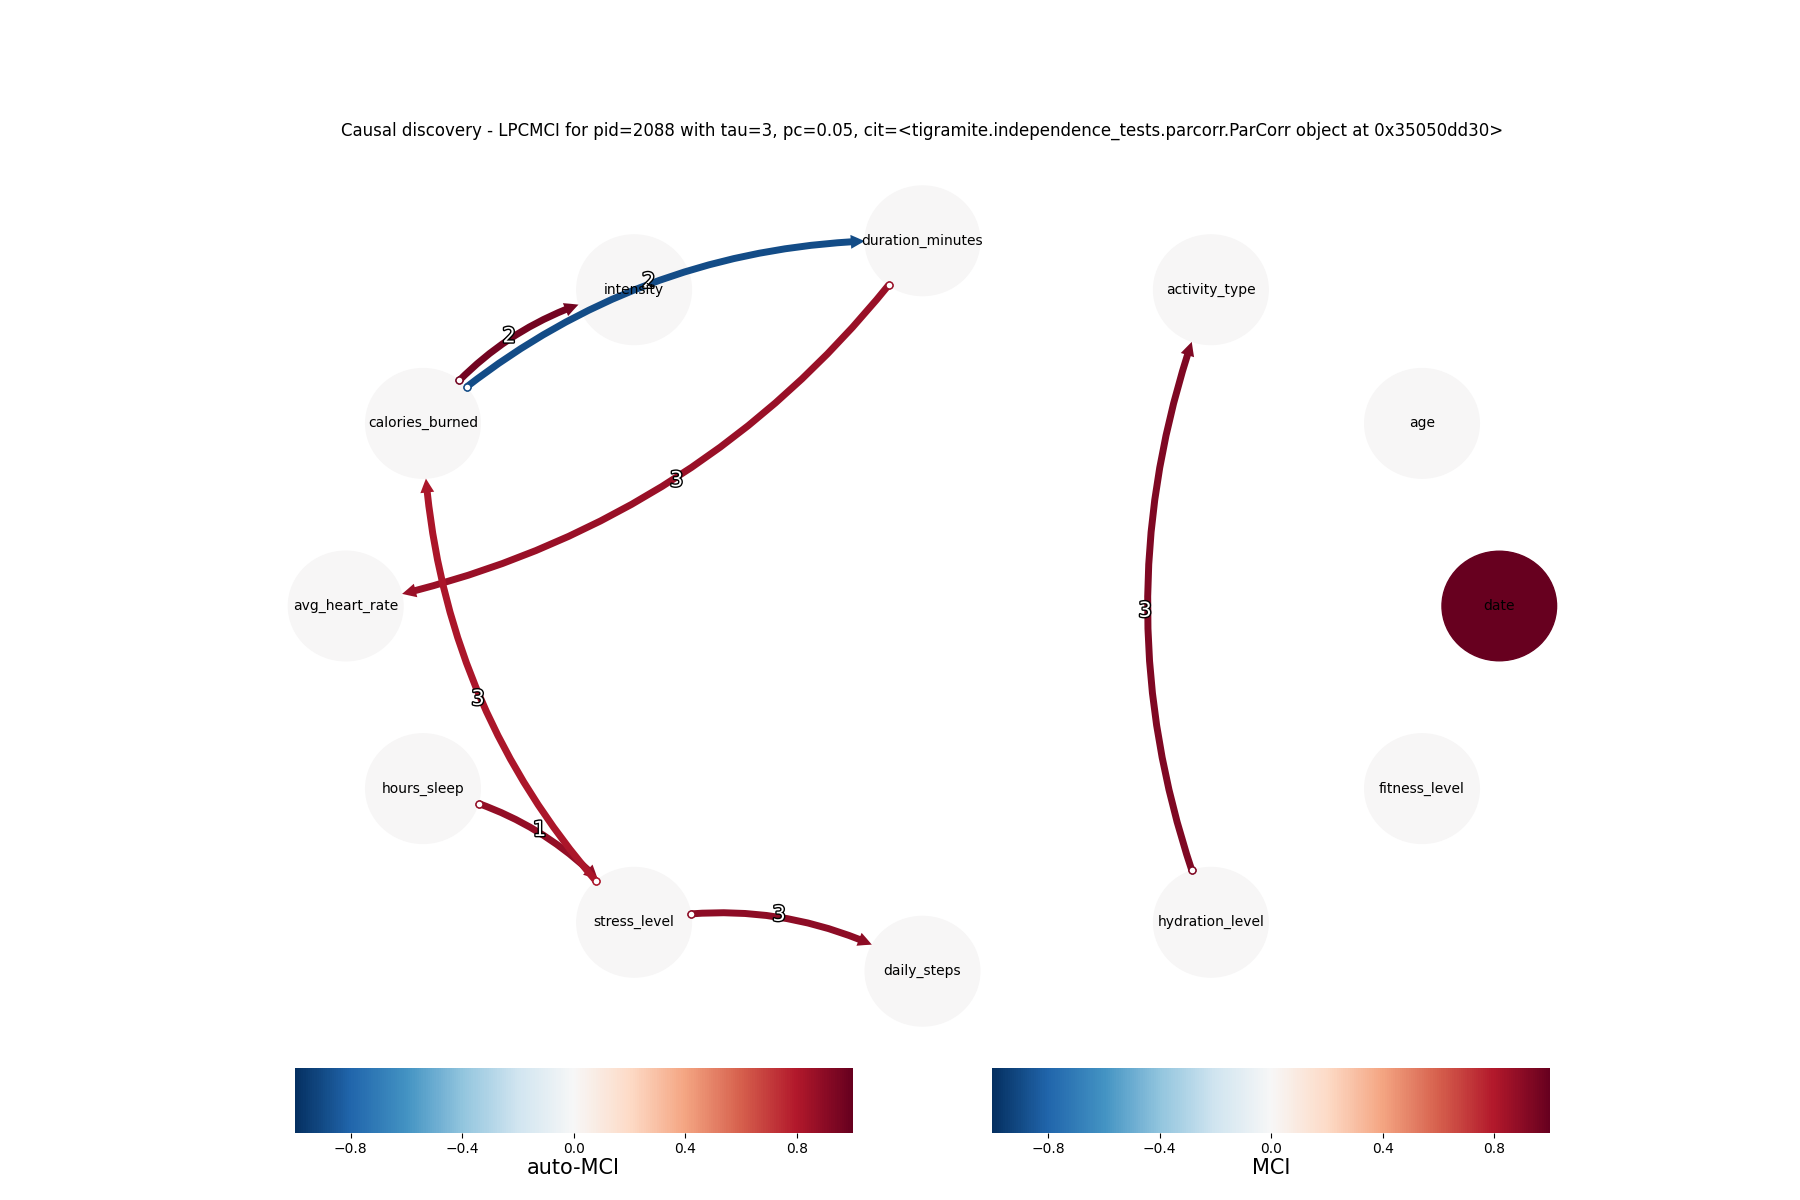 Causal discovery - LPCMCI for pid=2088 with tau=3, pc=0.05, cit=<tigramite.independence_tests.parcorr.ParCorr object at 0x35050dd30>
duration_minutes
intensity
2
activity_type
2
calories_burned
age
3
avg_heart_rate
date
3
3
hours_sleep
fitness_level
1
stress_level
3
hydration_level
daily_steps
−0.8 −0.4 0.0 0.4 0.8
auto-MCI
−0.8 −0.4 0.0 0.4 0.8
MCI